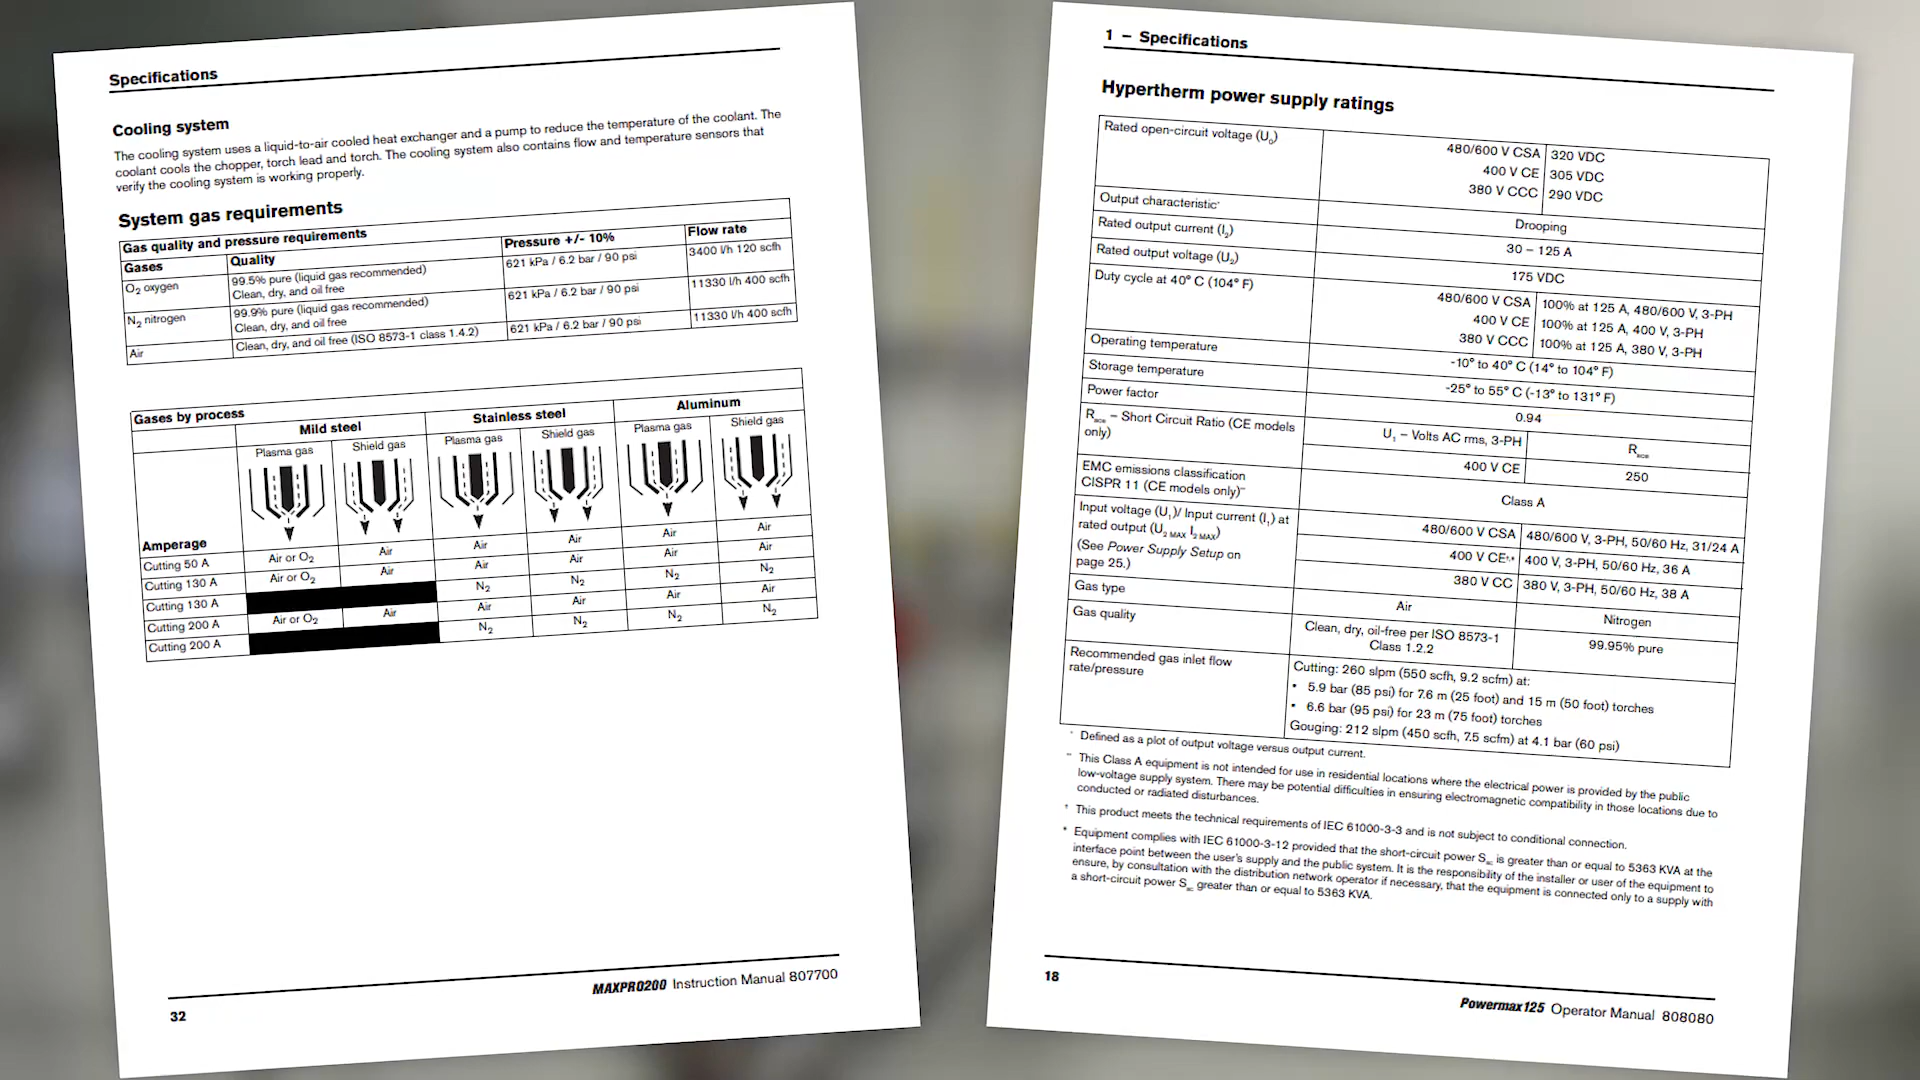 Specifications
Cooling system
The cooling system uses a liquid-to-air cooled heat exchanger and a pump to reduce the temperature of the coolant. The
coolant cools the chopper, torch lead and torch. The cooling system also contains flow and temperature sensors that
verify the cooling system is working properly.
System gas requirements
Gas quality and pressure requirements
Gases Quality Pressure +/- 10% Flow rate
O2 oxygen 99.5% pure (liquid gas recommended) 621 kPa / 6.2 bar / 90 psi 3400 l/h 120 scfh
Clean, dry, and oil free
N2 nitrogen 99.9% pure (liquid gas recommended) 621 kPa / 6.2 bar / 90 psi 11330 l/h 400 scfh
Clean, dry, and oil free
Air Clean, dry, and oil free (ISO 8573-1 class 1.4.2) 621 kPa / 6.2 bar / 90 psi 11330 l/h 400 scfh
Gases by process
Mild steel Stainless steel Aluminum
Plasma gas Shield gas Plasma gas Shield gas Plasma gas Shield gas
Amperage
Cutting 50 A Air or O2 Air Air Air Air Air
Cutting 130 A Air or O2 Air Air Air Air Air
Cutting 130 A N2 N2 N2 N2
Cutting 200 A Air or O2 Air Air Air Air Air
Cutting 200 A N2 N2 N2 N2
MAXPRO200 Instruction Manual 807700
32
1 – Specifications
Hypertherm power supply ratings
Rated open-circuit voltage (U0) 480/600 V CSA 320 VDC
400 V CE 305 VDC
380 V CCC 290 VDC
Output characteristic* Drooping
Rated output current (I2) 30 – 125 A
Rated output voltage (U2) 175 VDC
Duty cycle at 40° C (104° F) 480/600 V CSA 100% at 125 A, 480/600 V, 3-PH
400 V CE 100% at 125 A, 400 V, 3-PH
380 V CCC 100% at 125 A, 380 V, 3-PH
Operating temperature -10° to 40° C (14° to 104° F)
Storage temperature -25° to 55° C (-13° to 131° F)
Power factor 0.94
Rsce – Short Circuit Ratio (CE models U1 – Volts AC rms, 3-PH Rsce
only) 400 V CE 250
EMC emissions classification Class A
CISPR 11 (CE models only)**
Input voltage (U1)/ Input current (I1) at 480/600 V CSA 480/600 V, 3-PH, 50/60 Hz, 31/24 A
rated output (U2 MAX I2 MAX) 400 V CE 400 V, 3-PH, 50/60 Hz, 36 A
(See Power Supply Setup on 380 V CC 380 V, 3-PH, 50/60 Hz, 38 A
page 25.)
Gas type Air Nitrogen
Gas quality Clean, dry, oil-free per ISO 8573-1 99.95% pure
Class 1.2.2
Recommended gas inlet flow Cutting: 260 slpm (550 scfh, 9.2 scfm) at:
rate/pressure • 5.9 bar (85 psi) for 7.6 m (25 foot) and 15 m (50 foot) torches
• 6.6 bar (95 psi) for 23 m (75 foot) torches
Gouging: 212 slpm (450 scfh, 7.5 scfm) at 4.1 bar (60 psi)
* Defined as a plot of output voltage versus output current.
** This Class A equipment is not intended for use in residential locations where the electrical power is provided by the public
low-voltage supply system. There may be potential difficulties in ensuring electromagnetic compatibility in those locations due to
conducted or radiated disturbances.
† This product meets the technical requirements of IEC 61000-3-3 and is not subject to conditional connection.
Equipment complies with IEC 61000-3-12 provided that the short-circuit power Ssc is greater than or equal to 5363 KVA at the
interface point between the user's supply and the public system. It is the responsibility of the installer or user of the equipment to
ensure, by consultation with the distribution network operator if necessary, that the equipment is connected only to a supply with
a short-circuit power Ssc greater than or equal to 5363 KVA.
18
Powermax125 Operator Manual 808080